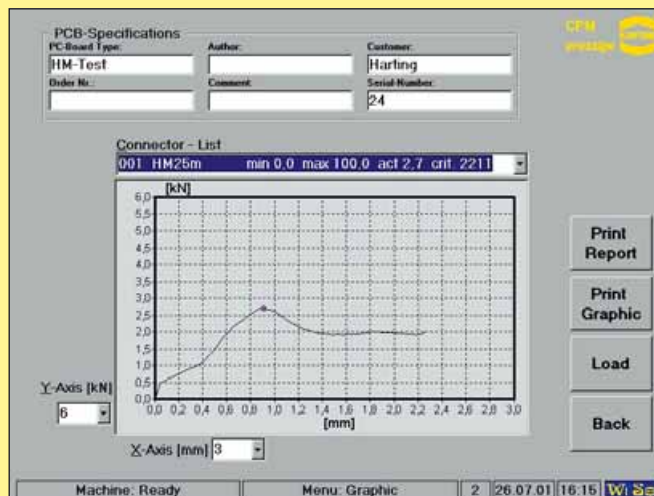 PCB-Specifications
PC-Board Type: Author: Customer:
HM-Test Harting
Order Nr.: Comment: Serial-Number:
24
CPM
prestige HARTING
Connector - List
001 HM25m min 0,0 max 100,0 act 2,7 crit. 2211
[kN]
6,0
5,5
5,0
4,5
4,0
3,5
3,0
2,5
2,0
1,5
1,0
0,5
0,0
0,0 0,2 0,4 0,6 0,8 1,0 1,2 1,4 1,6 1,8 2,0 2,2 2,4 2,6 2,8 3,0
[mm]
Y-Axis [kN]
6
X-Axis [mm] 3
Print
Report
Print
Graphic
Load
Back
Machine: Ready Menu: Graphic 2 26.07.01 16:15